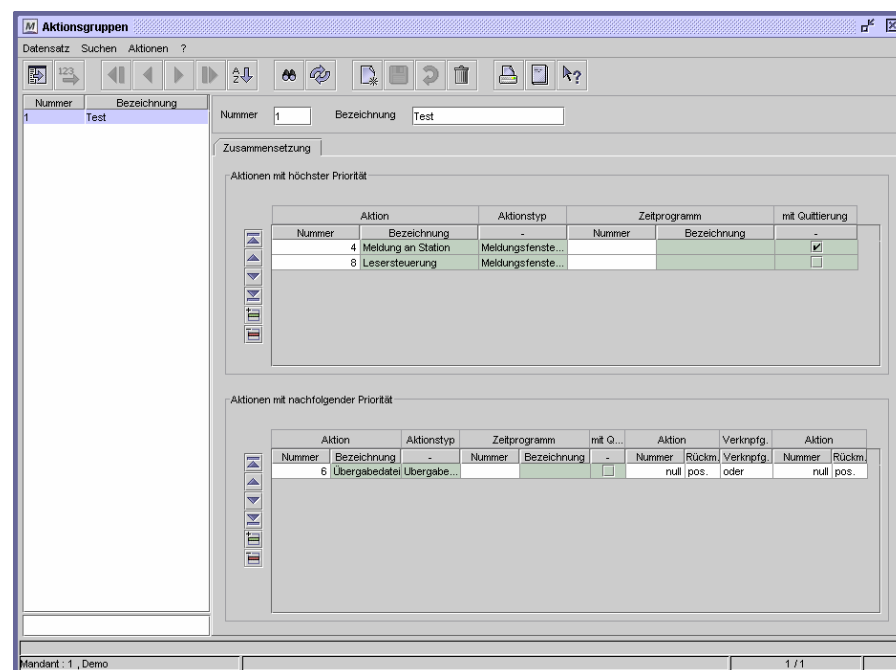 M Aktionsgruppen
Datensatz Suchen Aktionen ?
Nummer Bezeichnung
1 Test
Nummer 1 Bezeichnung Test
Zusammensetzung
Aktionen mit höchster Priorität
Aktion Aktionstyp Zeitprogramm mit Quittierung
Nummer Bezeichnung - Nummer Bezeichnung -
4 Meldung an Station Meldungsfenste...
8 Lesersteuerung Meldungsfenste...
Aktionen mit nachfolgender Priorität
Aktion Aktionstyp Zeitprogramm mit Q... Aktion Verknpfg. Aktion
Nummer Bezeichnung - Nummer Bezeichnung - Nummer Rückm. Verknpfg. Nummer Rückm.
6 Übergabedatei Übergabe... null pos. oder null pos.
Mandant : 1 , Demo 1 / 1